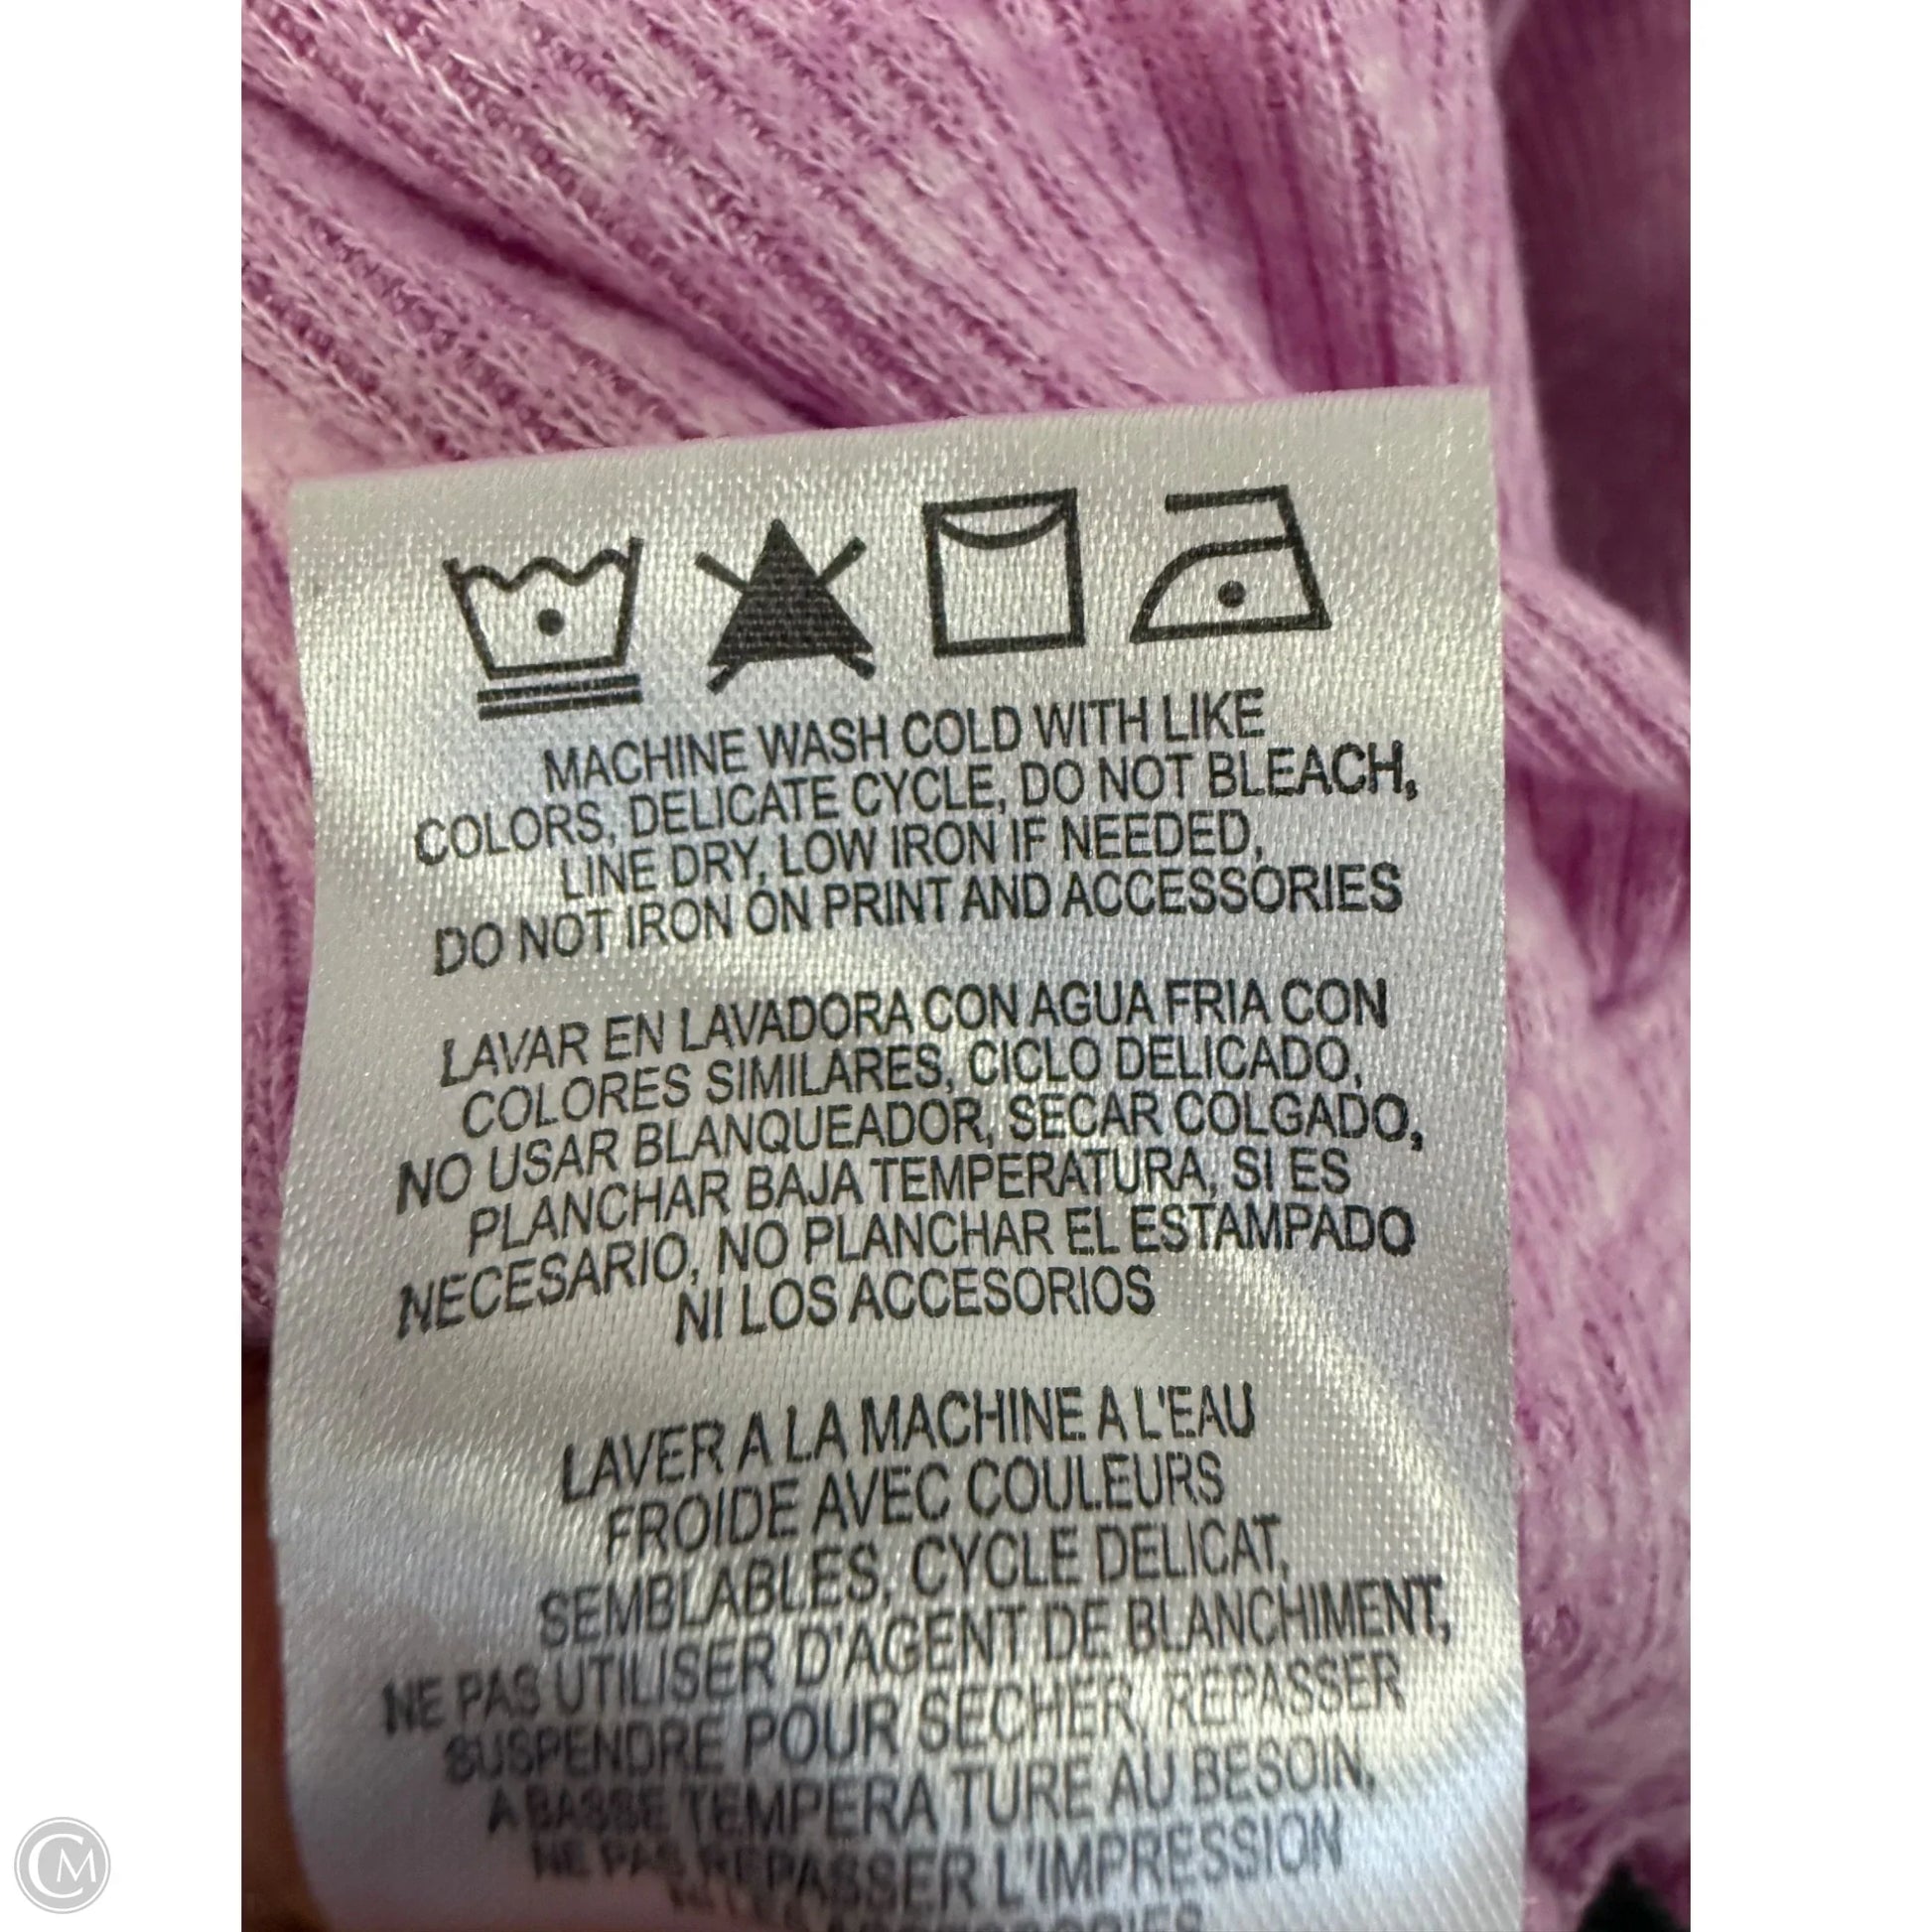 MACHINE WASH COLD WITH LIKE
COLORS, DELICATE CYCLE, DO NOT BLEACH,
LINE DRY, LOW IRON IF NEEDED,
DO NOT IRON ON PRINT AND ACCESSORIES
LAVAR EN LAVADORA CON AGUA FRIA CON
COLORES SIMILARES, CICLO DELICADO,
NO USAR BLANQUEADOR, SECAR COLGADO,
PLANCHAR BAJA TEMPERATURA, SI ES
NECESARIO, NO PLANCHAR EL ESTAMPADO
NI LOS ACCESORIOS
LAVER A LA MACHINE A L'EAU
FROIDE AVEC COULEURS
SEMBLABLES, CYCLE DELICAT,
NE PAS UTILISER D'AGENT DE BLANCHIMENT,
SUSPENDRE POUR SECHER, REPASSER
A BASSE TEMPERA TURE AU BESOIN,
NE PAS REPASSER L'IMPRESSION
CM